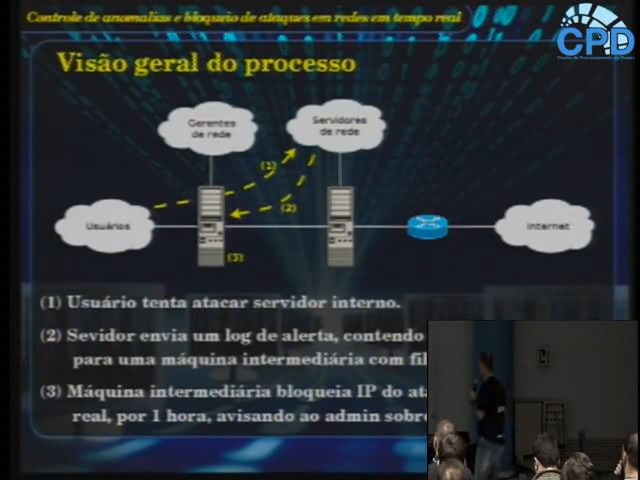 Controle de anomalias e bloqueio de ataques em redes em tempo real
CPD
Visão geral do processo
Gerentes
de rede
Servidores
de rede
(1)
(2)
Usuários
Internet
(3)
(1) Usuário tenta atacar servidor interno.
(2) Sevidor envia um log de alerta, contendo
para uma máquina intermediária com fil
(3) Máquina intermediária bloqueia IP do ata
real, por 1 hora, avisando ao admin sobre